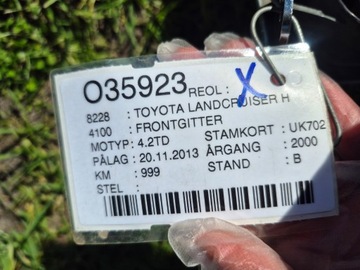 O35923 REOL: X
8228 : TOYOTA LANDCRUISER H
4100 : FRONTGITTER
MOTYP: 4.2TD STAMKORT : UK702
PÅLAG : 20.11.2013 ÅRGANG : 2000
KM : 999 STAND : B
STEL :